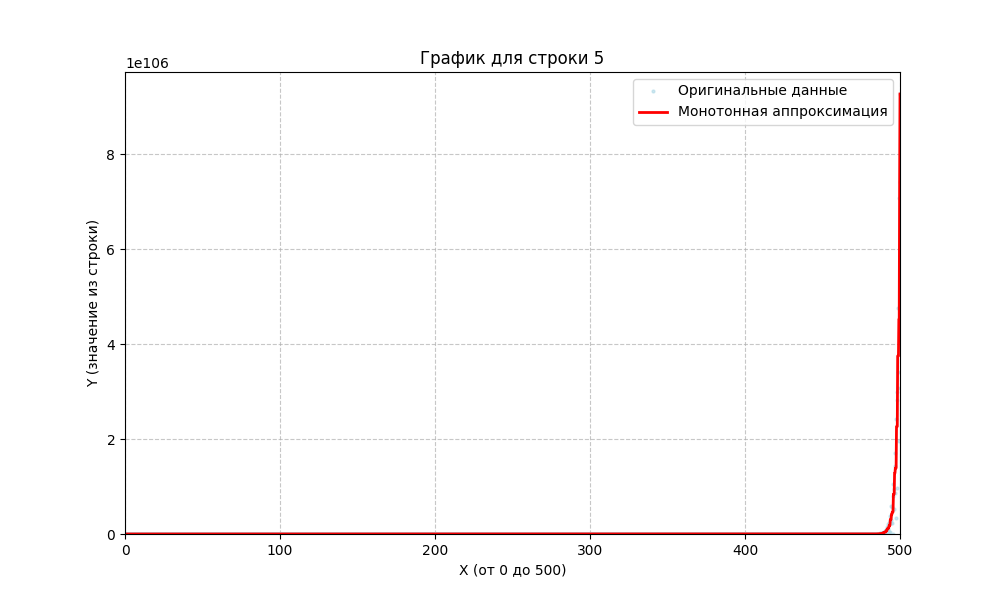 График для строки 5
1e106
Оригинальные данные
Монотонная аппроксимация
8
6
4
2
0
Y (значение из строки)
0 100 200 300 400 500
X (от 0 до 500)